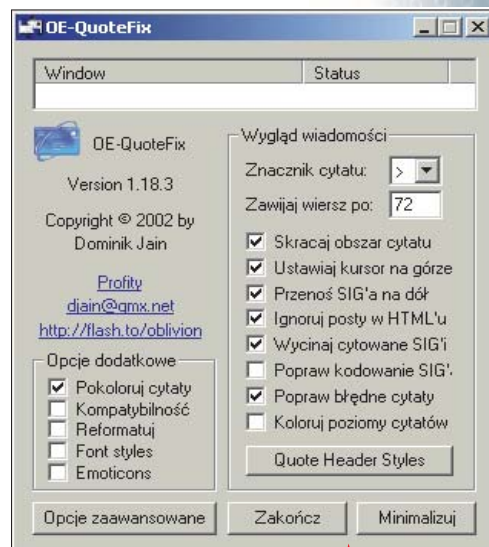 OE-QuoteFix
Window Status
OE-QuoteFix
Version 1.18.3
Copyright © 2002 by
Dominik Jain
Profity
djain@gmx.net
http://flash.to/oblivion
Opcje dodatkowe
Pokoloruj cytaty
Kompatybilność
Reformatuj
Font styles
Emoticons
Wygląd wiadomości
Znacznik cytatu: >
Zawijaj wiersz po: 72
Skracaj obszar cytatu
Ustawiaj kursor na górze
Przenoś SIG'a na dół
Ignoruj posty w HTML'u
Wycinaj cytowane SIG'i
Popraw kodowanie SIG'
Popraw błędne cytaty
Koloruj poziomy cytatów
Quote Header Styles
Opcje zaawansowane Zakończ Minimalizuj